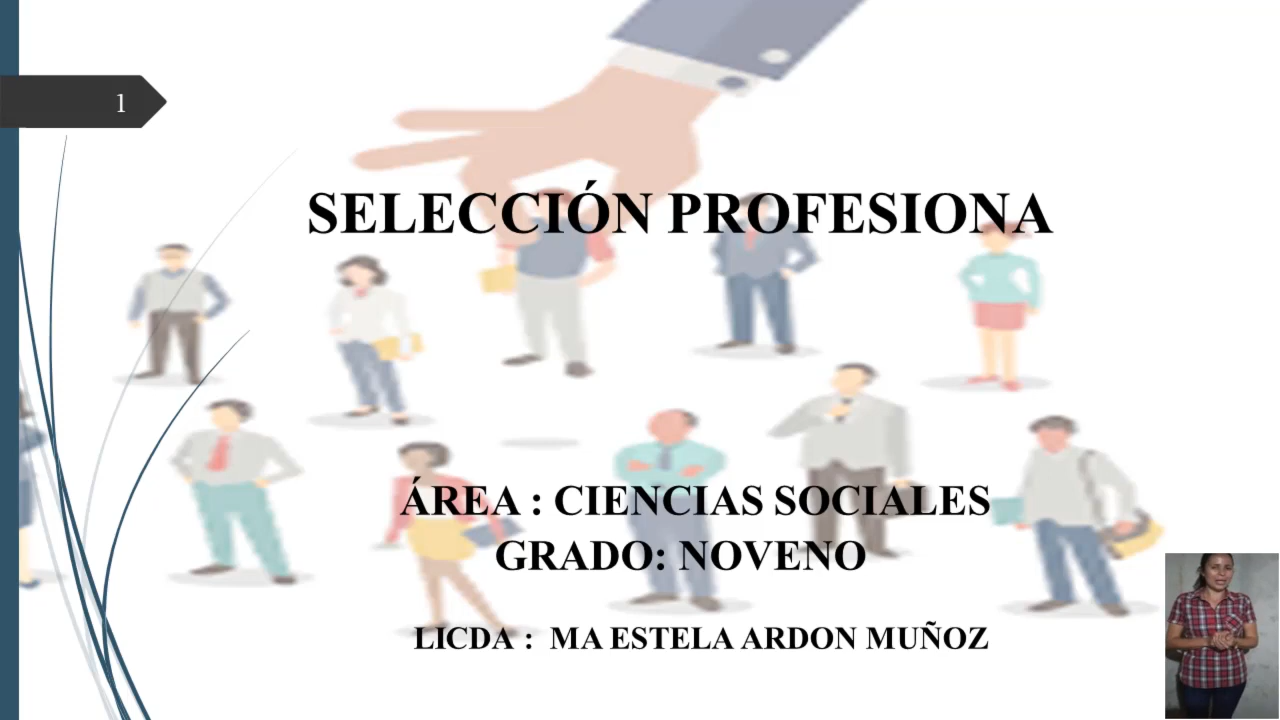 1
SELECCIÓN PROFESIONA
ÁREA : CIENCIAS SOCIALES
GRADO: NOVENO
LICDA :  MA ESTELA ARDON MUÑOZ